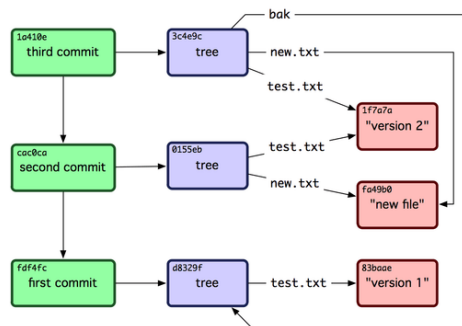 bak
1a410e
third commit
3c4e9c
tree
new.txt
test.txt
1f7a7a
"version 2"
cac0ca
second commit
0155eb
tree
test.txt
new.txt
fa49b0
"new file"
fdf4fc
first commit
d8329f
tree
test.txt
83baae
"version 1"